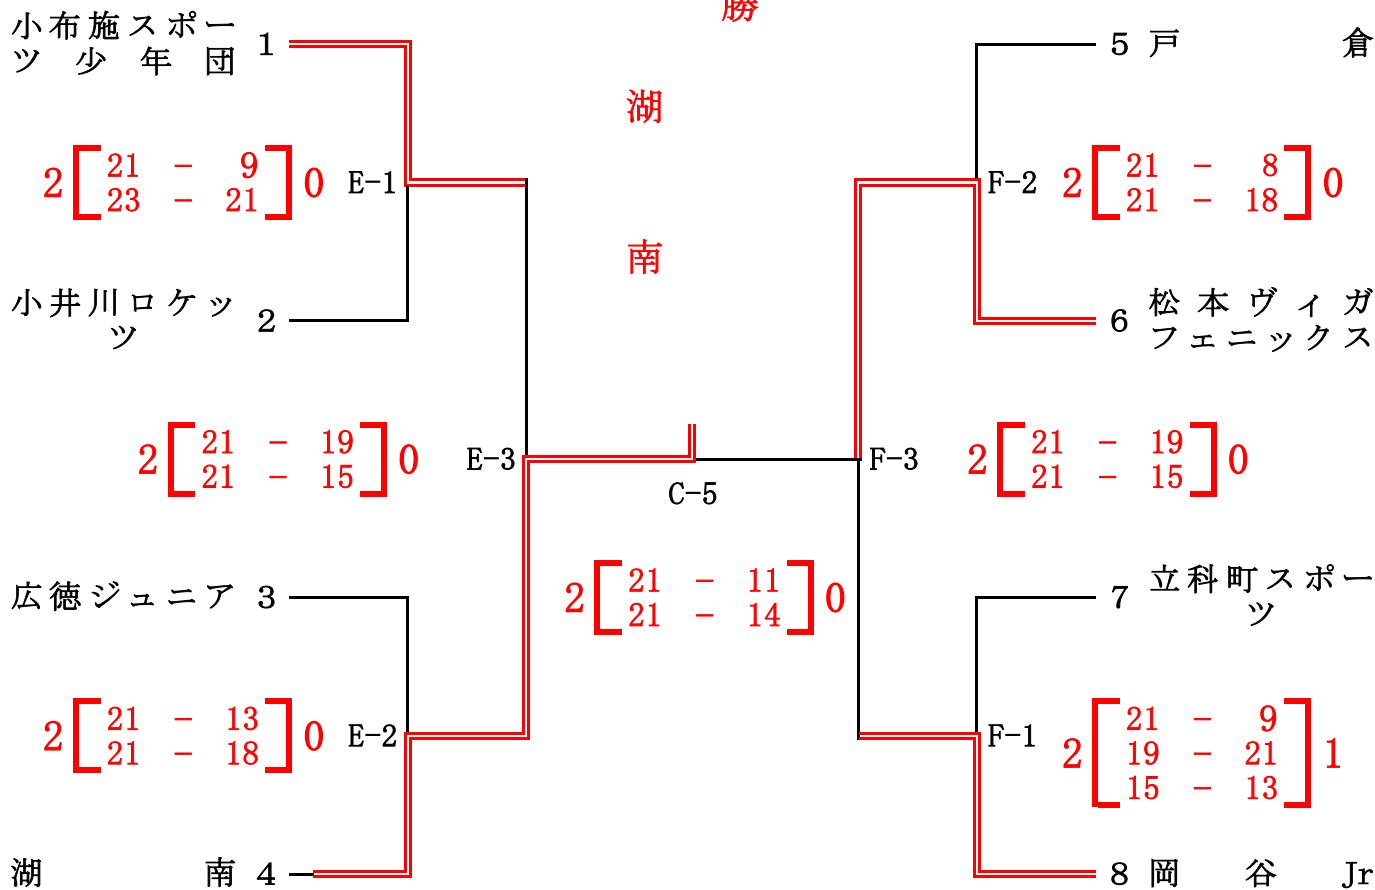 勝
小布施スポー
ツ少年団 1
5 戸倉
湖
2 21 - 9 0
23 - 21
E-1
F-2
2 21 - 8 0
21 - 18
南
小井川ロケッ
ツ 2
6 松本ヴィガ
フェニックス
2 21 - 19 0
21 - 15
E-3
F-3
2 21 - 19 0
21 - 15
C-5
2 21 - 11 0
21 - 14
広徳ジュニア 3
7 立科町スポー
ツ
2 21 - 13 0
21 - 18
E-2
F-1
2 21 - 9 1
19 - 21
15 - 13
湖南 4
8 岡谷Jr